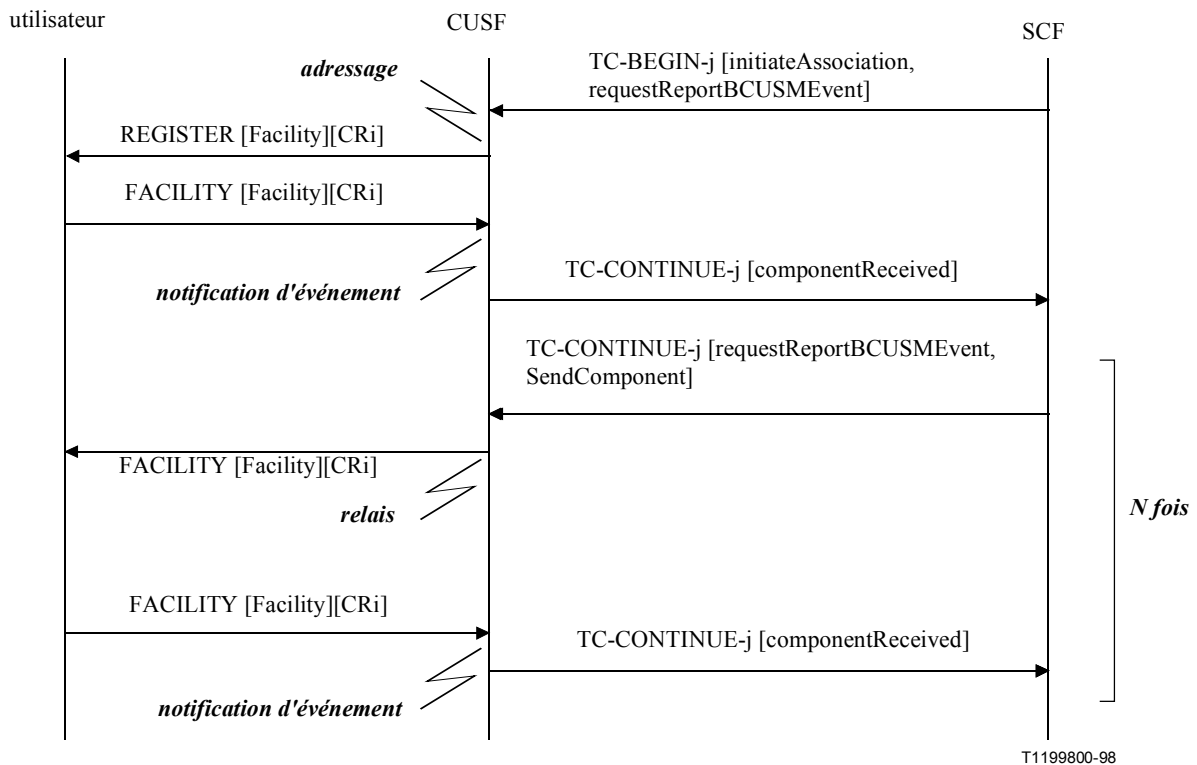 utilisateur
CUSF
SCF
adressage
TC-BEGIN-j [initiateAssociation,
requestReportBCUSMEvent]
REGISTER [Facility][CRi]
FACILITY [Facility][CRi]
TC-CONTINUE-j [componentReceived]
notification d'événement
TC-CONTINUE-j [requestReportBCUSMEvent,
SendComponent]
FACILITY [Facility][CRi]
relais
N fois
FACILITY [Facility][CRi]
TC-CONTINUE-j [componentReceived]
notification d'événement
T1199800-98